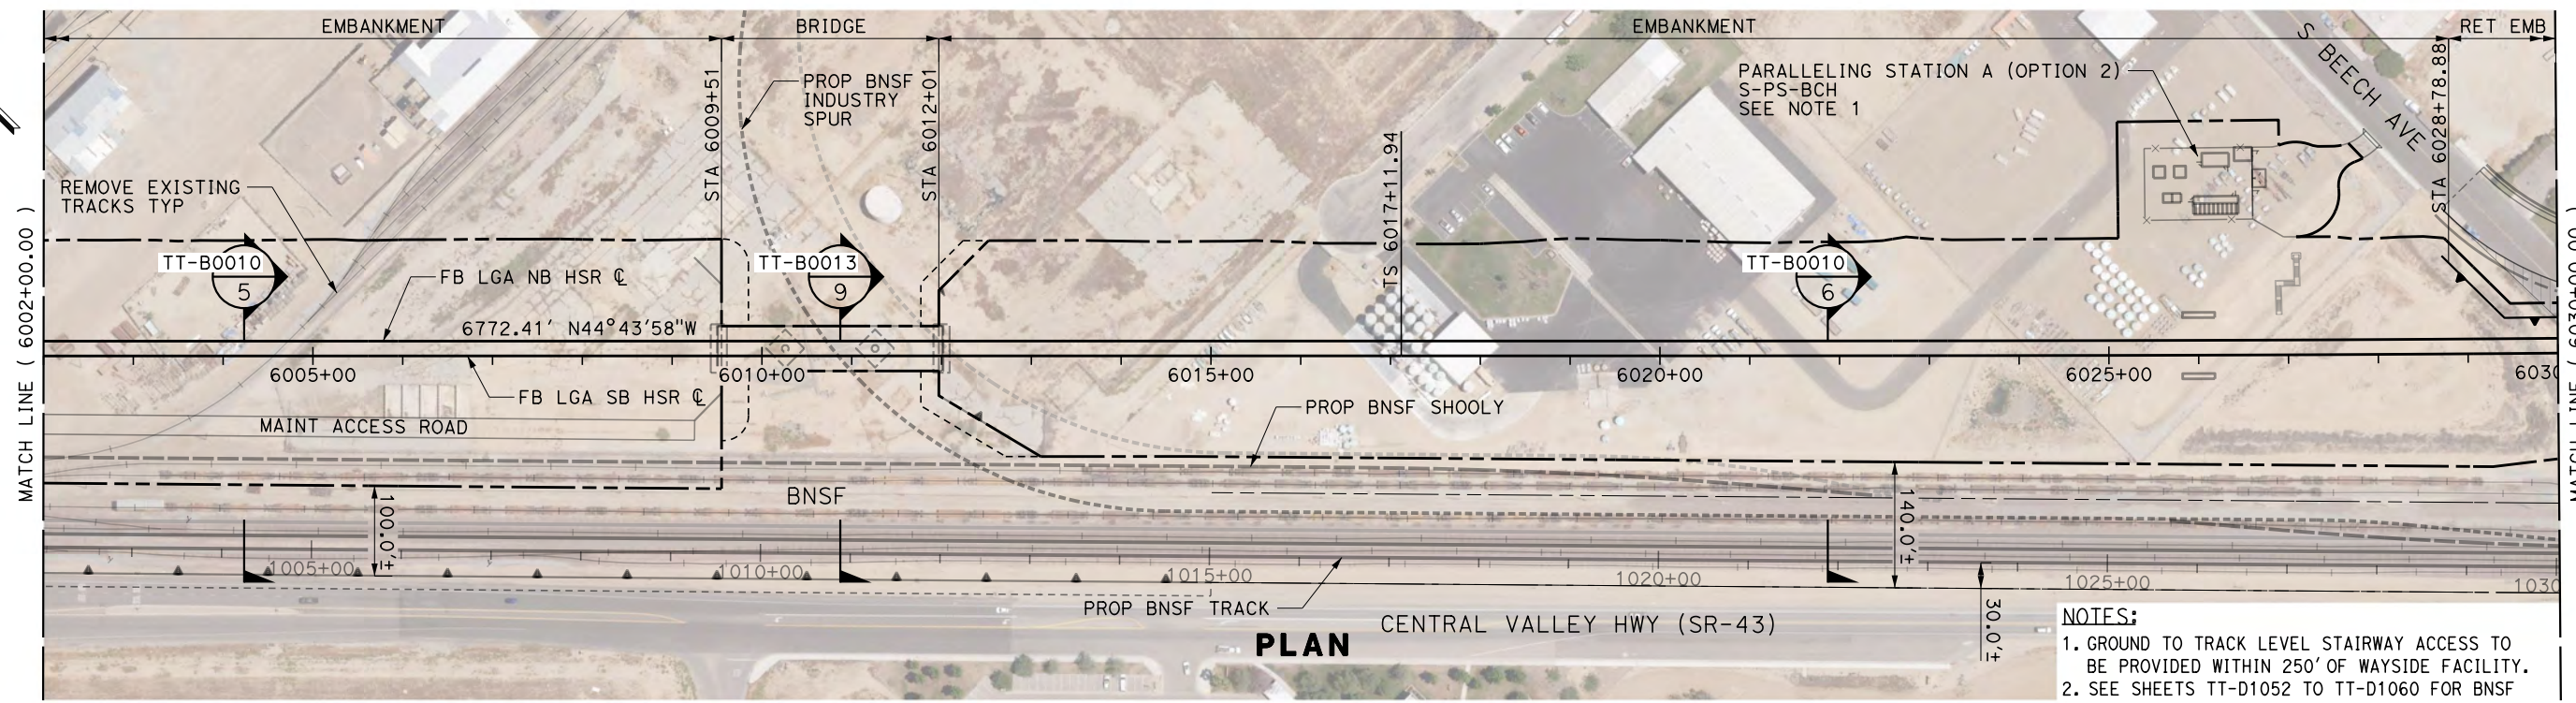 EMBANKMENT
BRIDGE
EMBANKMENT
RET EMB
STA 6009+51
STA 6012+01
STA 6028+78.88
S BEECH AVE
PROP BNSF
INDUSTRY
SPUR
PARALLELING STATION A (OPTION 2)
S-PS-BCH
SEE NOTE 1
TS 6017+11.94
REMOVE EXISTING
TRACKS TYP
MATCH LINE ( 6002+00.00 )
MATCH LINE ( 6030+00.00 )
TT-B0010
5
TT-B0013
9
TT-B0010
6
FB LGA NB HSR ℄
6772.41' N44°43'58"W
6005+00
6010+00
6015+00
6020+00
6025+00
6030
FB LGA SB HSR ℄
MAINT ACCESS ROAD
PROP BNSF SHOOLY
BNSF
100.0'±
140.0'±
30.0'±
1005+00
1010+00
1015+00
1020+00
1025+00
1030
PROP BNSF TRACK
CENTRAL VALLEY HWY (SR-43)
PLAN
NOTES:
1. GROUND TO TRACK LEVEL STAIRWAY ACCESS TO
BE PROVIDED WITHIN 250' OF WAYSIDE FACILITY.
2. SEE SHEETS TT-D1052 TO TT-D1060 FOR BNSF